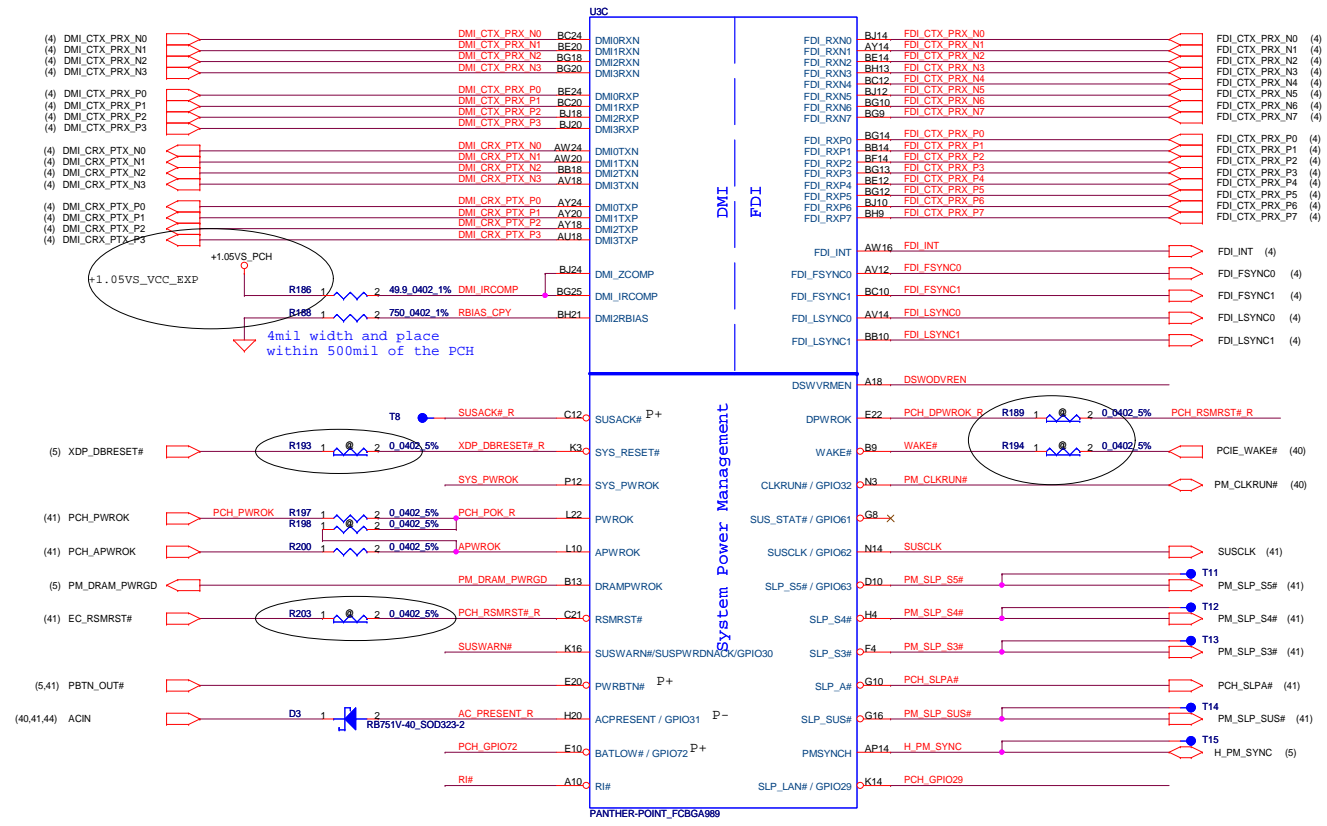 U3C
(4) DMI_CTX_PRX_N0 DMI_CTX_PRX_N0 BC24 DMI0RXN
(4) DMI_CTX_PRX_N1 DMI_CTX_PRX_N1 BE20 DMI1RXN
(4) DMI_CTX_PRX_N2 DMI_CTX_PRX_N2 BG18 DMI2RXN
(4) DMI_CTX_PRX_N3 DMI_CTX_PRX_N3 BG20 DMI3RXN
(4) DMI_CTX_PRX_P0 DMI_CTX_PRX_P0 BE24 DMI0RXP
(4) DMI_CTX_PRX_P1 DMI_CTX_PRX_P1 BC20 DMI1RXP
(4) DMI_CTX_PRX_P2 DMI_CTX_PRX_P2 BJ18 DMI2RXP
(4) DMI_CTX_PRX_P3 DMI_CTX_PRX_P3 BJ20 DMI3RXP
(4) DMI_CRX_PTX_N0 DMI_CTX_PTX_N0 AW24 DMI0TXN
(4) DMI_CRX_PTX_N1 DMI_CTX_PTX_N1 AW20 DMI1TXN
(4) DMI_CRX_PTX_N2 DMI_CTX_PTX_N2 BB18 DMI2TXN
(4) DMI_CRX_PTX_N3 DMI_CTX_PTX_N3 AV18 DMI3TXN
(4) DMI_CRX_PTX_P0 DMI_CTX_PTX_P0 AY24 DMI0TXP
(4) DMI_CRX_PTX_P1 DMI_CTX_PTX_P1 AY20 DMI1TXP
(4) DMI_CRX_PTX_P2 DMI_CTX_PTX_P2 AY18 DMI2TXP
(4) DMI_CRX_PTX_P3 DMI_CTX_PTX_P3 AU18 DMI3TXP
+1.05VS_PCH
+1.05VS_VCC_EXP
BJ24 DMI_ZCOMP
R186 1 2 49.9_0402_1% DMI_IRCOMP BG25 DMI_IRCOMP
R188 1 2 750_0402_1% RBIAS_CPY BH21 DMI2RBIAS
4mil width and place
within 500mil of the PCH
DMI
FDI
FDI_RXN0 BJ14 FDI_CTX_PRX_N0 FDI_CTX_PRX_N0 (4)
FDI_RXN1 AY14 FDI_CTX_PRX_N1 FDI_CTX_PRX_N1 (4)
FDI_RXN2 BE14 FDI_CTX_PRX_N2 FDI_CTX_PRX_N2 (4)
FDI_RXN3 BH13 FDI_CTX_PRX_N3 FDI_CTX_PRX_N3 (4)
FDI_RXN4 BC12 FDI_CTX_PRX_N4 FDI_CTX_PRX_N4 (4)
FDI_RXN5 BJ12 FDI_CTX_PRX_N5 FDI_CTX_PRX_N5 (4)
FDI_RXN6 BG10 FDI_CTX_PRX_N6 FDI_CTX_PRX_N6 (4)
FDI_RXN7 BG9 FDI_CTX_PRX_N7 FDI_CTX_PRX_N7 (4)
FDI_RXP0 BG14 FDI_CTX_PRX_P0 FDI_CTX_PRX_P0 (4)
FDI_RXP1 BB14 FDI_CTX_PRX_P1 FDI_CTX_PRX_P1 (4)
FDI_RXP2 BF14 FDI_CTX_PRX_P2 FDI_CTX_PRX_P2 (4)
FDI_RXP3 BG13 FDI_CTX_PRX_P3 FDI_CTX_PRX_P3 (4)
FDI_RXP4 BE12 FDI_CTX_PRX_P4 FDI_CTX_PRX_P4 (4)
FDI_RXP5 BG12 FDI_CTX_PRX_P5 FDI_CTX_PRX_P5 (4)
FDI_RXP6 BJ10 FDI_CTX_PRX_P6 FDI_CTX_PRX_P6 (4)
FDI_RXP7 BH9 FDI_CTX_PRX_P7 FDI_CTX_PRX_P7 (4)
FDI_INT AW16 FDI_INT FDI_INT (4)
FDI_FSYNC0 AV12 FDI_FSYNC0 FDI_FSYNC0 (4)
FDI_FSYNC1 BC10 FDI_FSYNC1 FDI_FSYNC1 (4)
FDI_LSYNC0 AV14 FDI_LSYNC0 FDI_LSYNC0 (4)
FDI_LSYNC1 BB10 FDI_LSYNC1 FDI_LSYNC1 (4)
System Power Management
T8 SUSACK#_R C12 SUSACK# P+
(5) XDP_DBRESET# R193 1 @ 2 0_0402_5% XDP_DBRESET#_R K3 SYS_RESET#
SYS_PWROK P12 SYS_PWROK
(41) PCH_PWROK PCH_PWROK R197 1 2 0_0402_5% PCH_POK_R L22 PWROK
R198 1 @ 2 0_0402_5%
(41) PCH_APWROK R200 1 2 0_0402_5% APWROK L10 APWROK
(5) PM_DRAM_PWRGD PM_DRAM_PWRGD B13 DRAMPWROK
(41) EC_RSMRST# R203 1 @ 2 0_0402_5% PCH_RSMRST#_R C21 RSMRST#
SUSWARN# K16 SUSWARN#/SUSPWRDNACK/GPIO30
(5,41) PBTN_OUT# E20 PWRBTN# P+
(40,41,44) ACIN D3 1 2 RB751V-40_SOD323-2 AC_PRESENT_R H20 ACPRESENT / GPIO31 P-
PCH_GPIO72 E10 BATLOW# / GPIO72 P+
RI# A10 RI#
DSWVRMEN A18 DSWODVREN
DPWROK E22 PCH_DPWROK_R R189 1 @ 2 0_0402_5% PCH_RSMRST#_R
WAKE# B9 WAKE# R194 1 @ 2 0_0402_5% PCIE_WAKE# (40)
CLKRUN# / GPIO32 N3 PM_CLKRUN# PM_CLKRUN# (40)
SUS_STAT# / GPIO61 G8
SUSCLK / GPIO62 N14 SUSCLK SUSCLK (41)
SLP_S5# / GPIO63 D10 PM_SLP_S5# T11 PM_SLP_S5# (41)
SLP_S4# H4 PM_SLP_S4# T12 PM_SLP_S4# (41)
SLP_S3# F4 PM_SLP_S3# T13 PM_SLP_S3# (41)
SLP_A# G10 PCH_SLPA# PCH_SLPA# (41)
SLP_SUS# G16 PM_SLP_SUS# T14 PM_SLP_SUS# (41)
PMSYNCH AP14 H_PM_SYNC T15 H_PM_SYNC (5)
SLP_LAN# / GPIO29 K14 PCH_GPIO29
PANTHER-POINT_FCBGA989